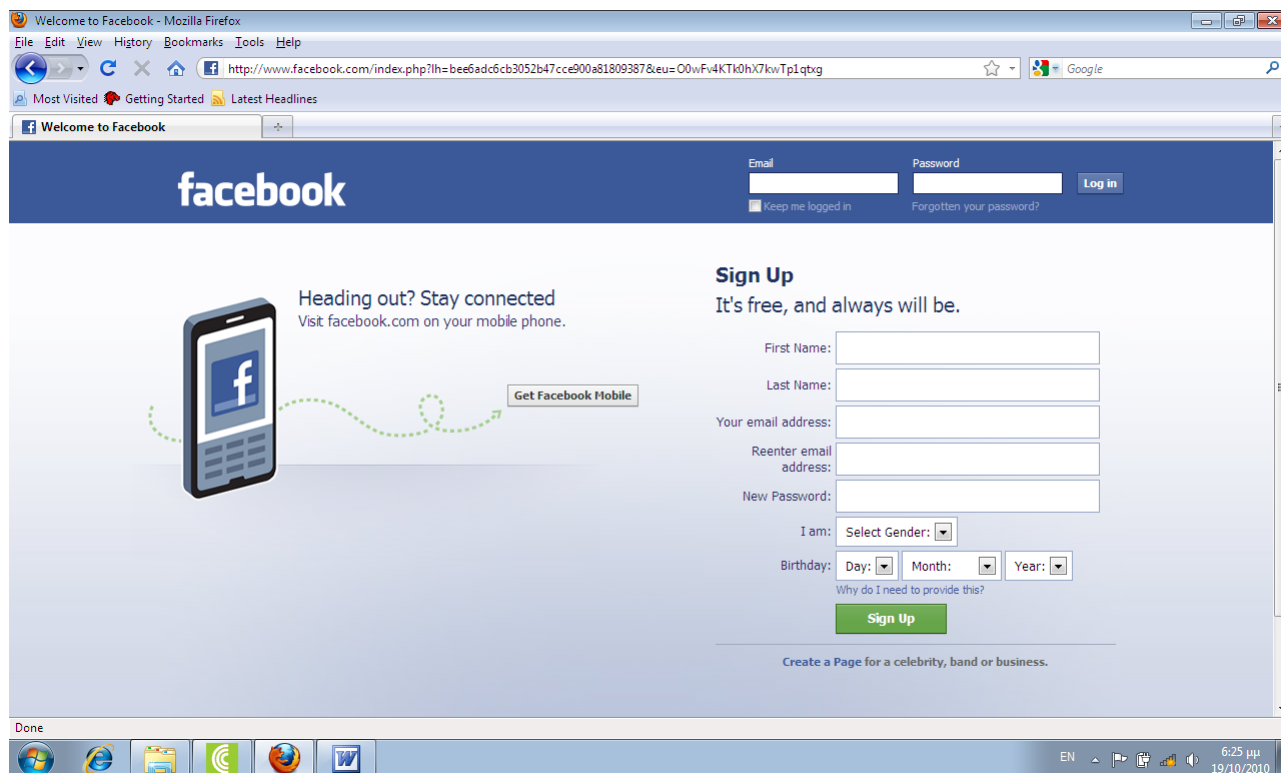 Welcome to Facebook - Mozilla Firefox
File Edit View History Bookmarks Tools Help
http://www.facebook.com/index.php?lh=bee6adc6cb3052b47cce900a81809387&eu=O0wFv4KTk0hX7kwTp1qtxg
Google
Most Visited Getting Started Latest Headlines
Welcome to Facebook
facebook
Email Password
Log in
Keep me logged in Forgotten your password?
Heading out? Stay connected
Visit facebook.com on your mobile phone.
Get Facebook Mobile
Sign Up
It's free, and always will be.
First Name:
Last Name:
Your email address:
Reenter email
address:
New Password:
I am: Select Gender:
Birthday: Day: Month: Year:
Why do I need to provide this?
Sign Up
Create a Page for a celebrity, band or business.
Done
EN 6:25 μμ
19/10/2010